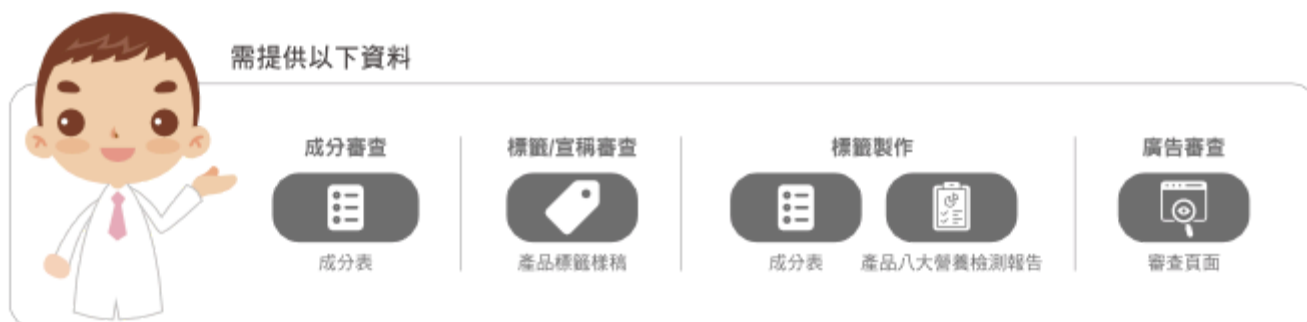 需提供以下資料
成分審查
成分表
標籤/宣稱審查
產品標籤樣稿
標籤製作
成分表
產品八大營養檢測報告
廣告審查
審查頁面